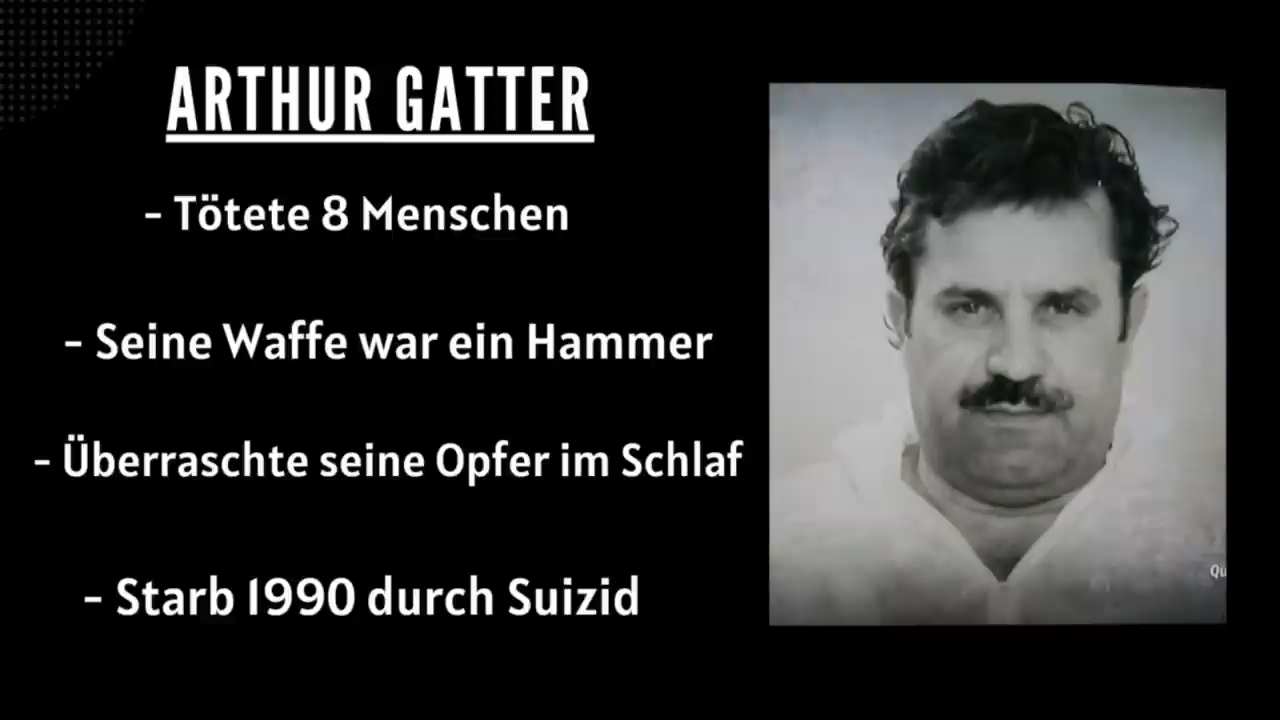 ARTHUR GATTER
- Tötete 8 Menschen
- Seine Waffe war ein Hammer
- Überraschte seine Opfer im Schlaf
- Starb 1990 durch Suizid
Qu